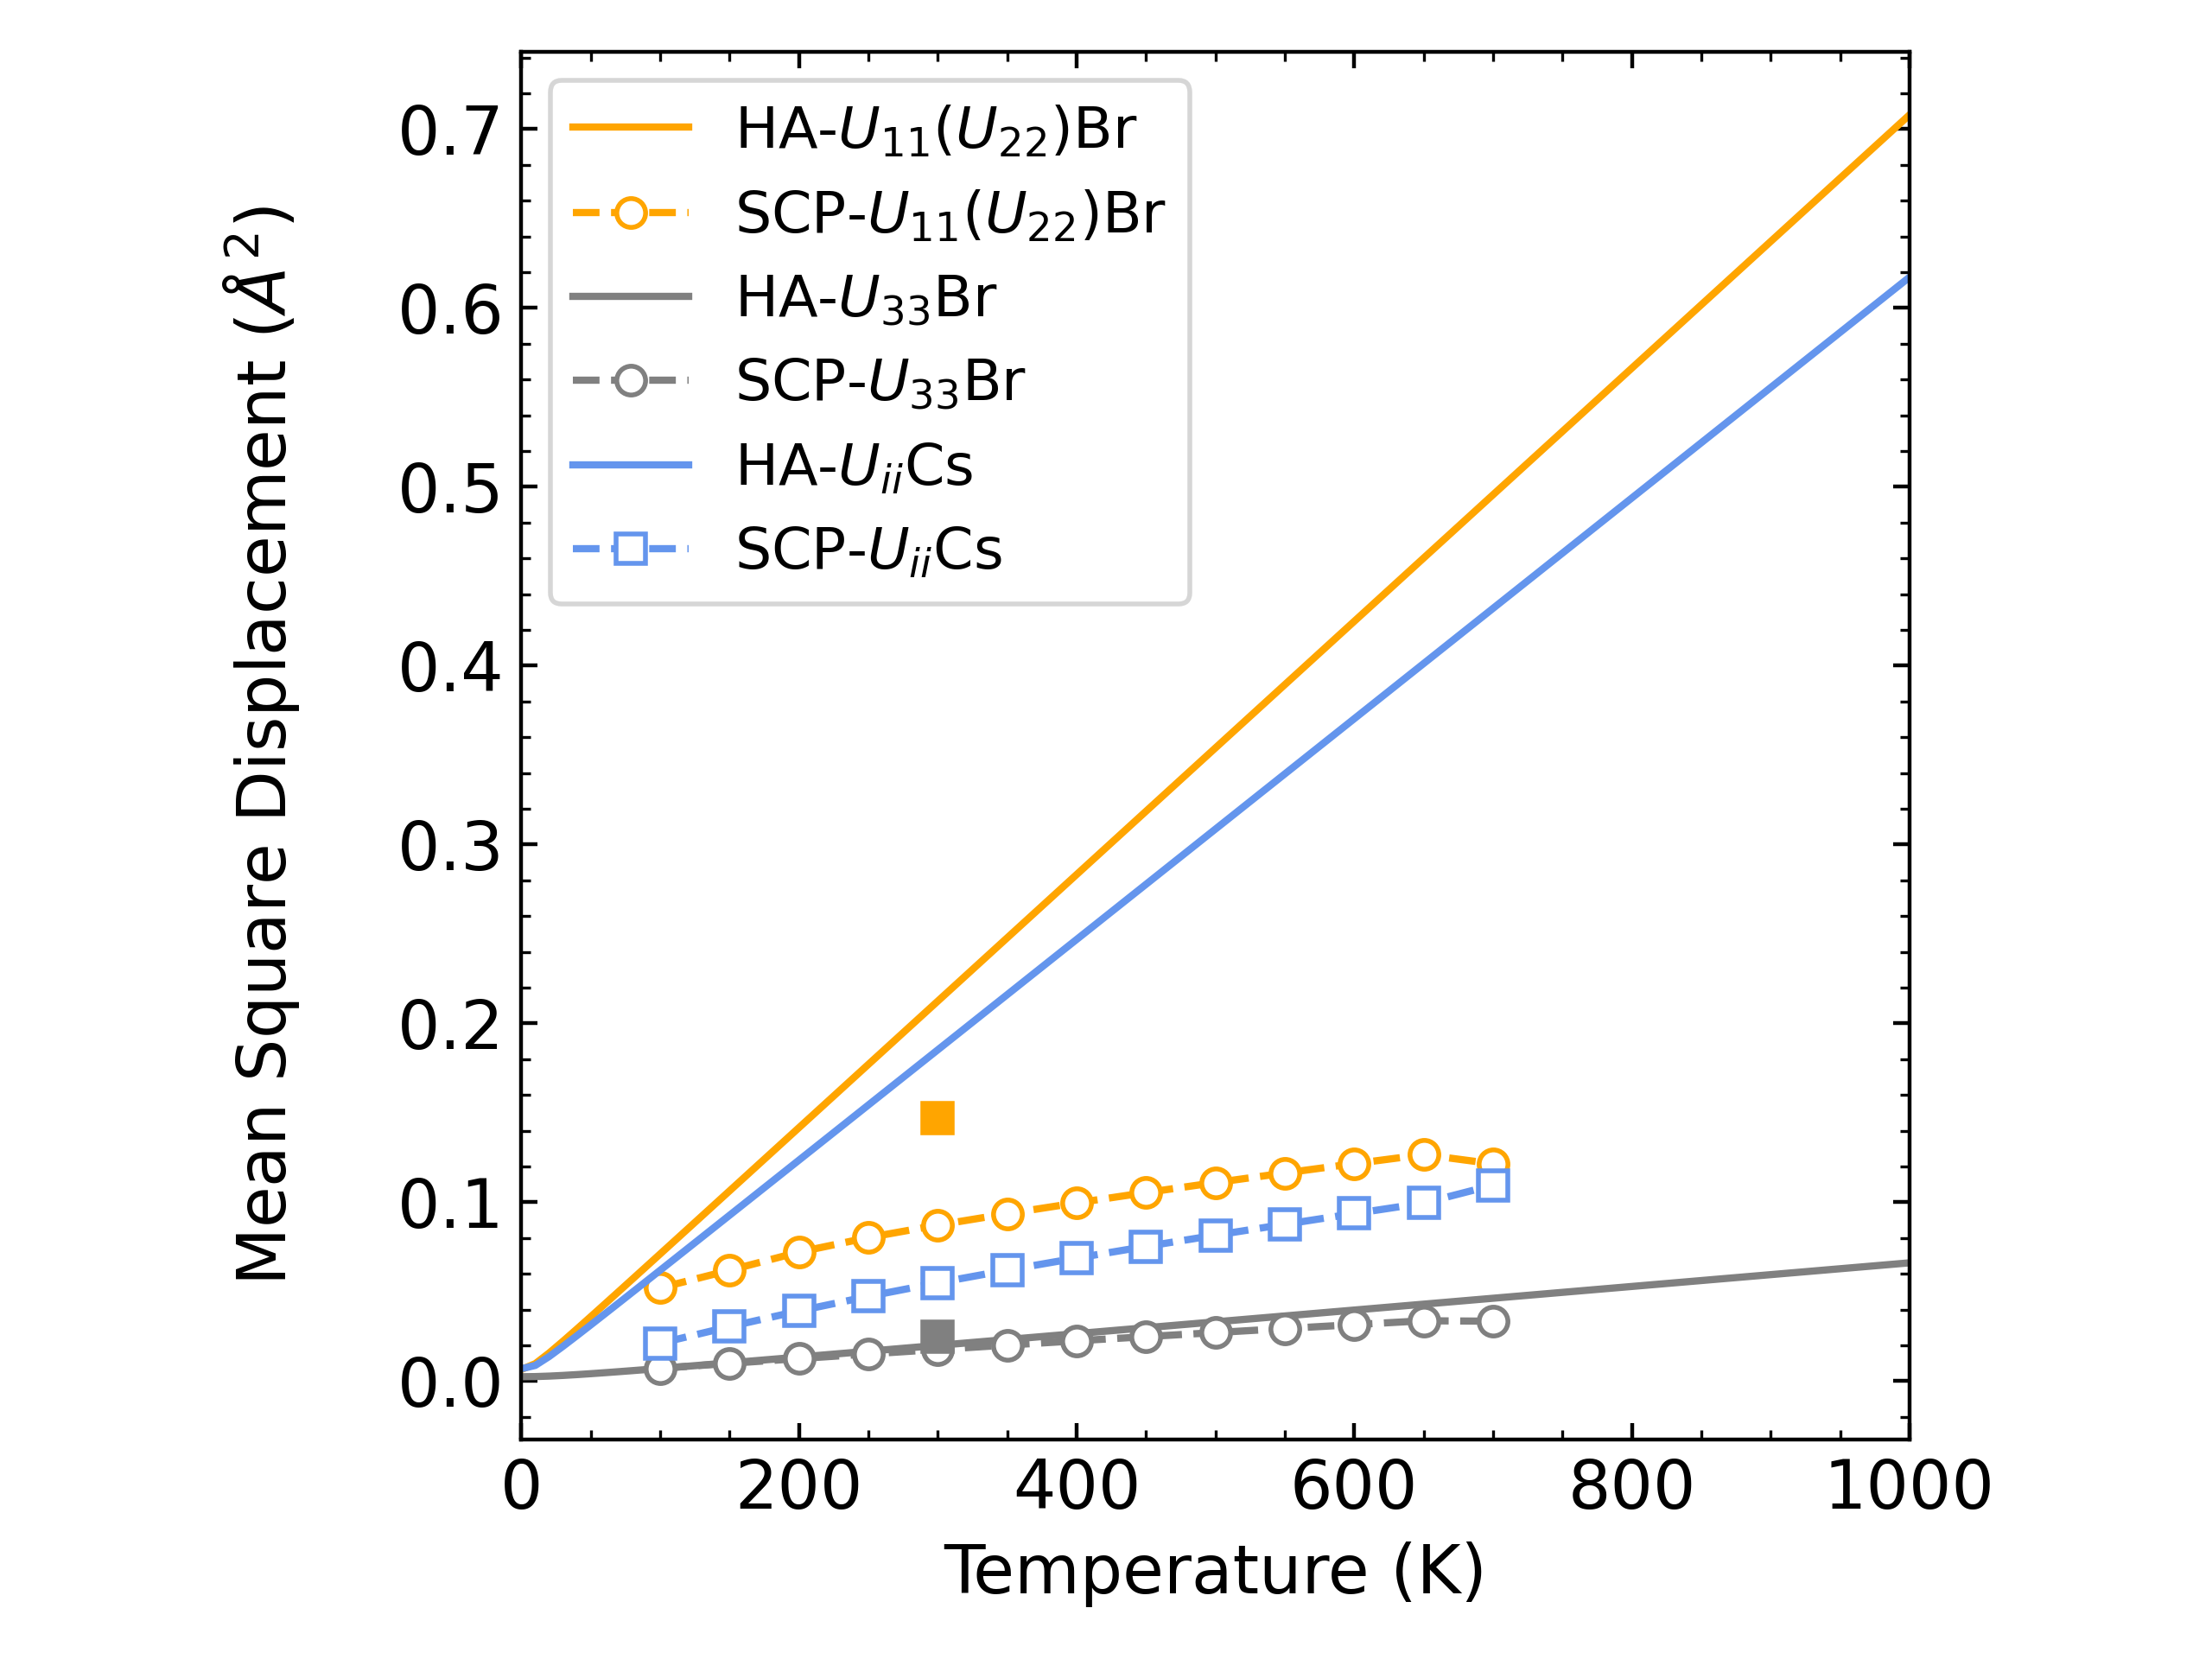 HA-U₁₁(U₂₂)Br
SCP-U₁₁(U₂₂)Br
HA-U₃₃Br
SCP-U₃₃Br
HA-UᵢᵢCs
SCP-UᵢᵢCs
0.7
0.6
0.5
0.4
0.3
0.2
0.1
0.0
Mean Square Displacement (Å²)
0 200 400 600 800 1000
Temperature (K)